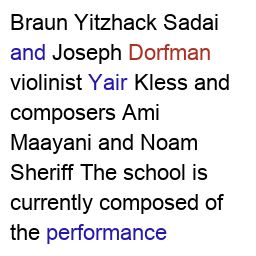 Braun Yitzhack Sadai
and Joseph Dorfman
violinist Yair Kless and
composers Ami
Maayani and Noam
Sheriff The school is
currently composed of
the performance